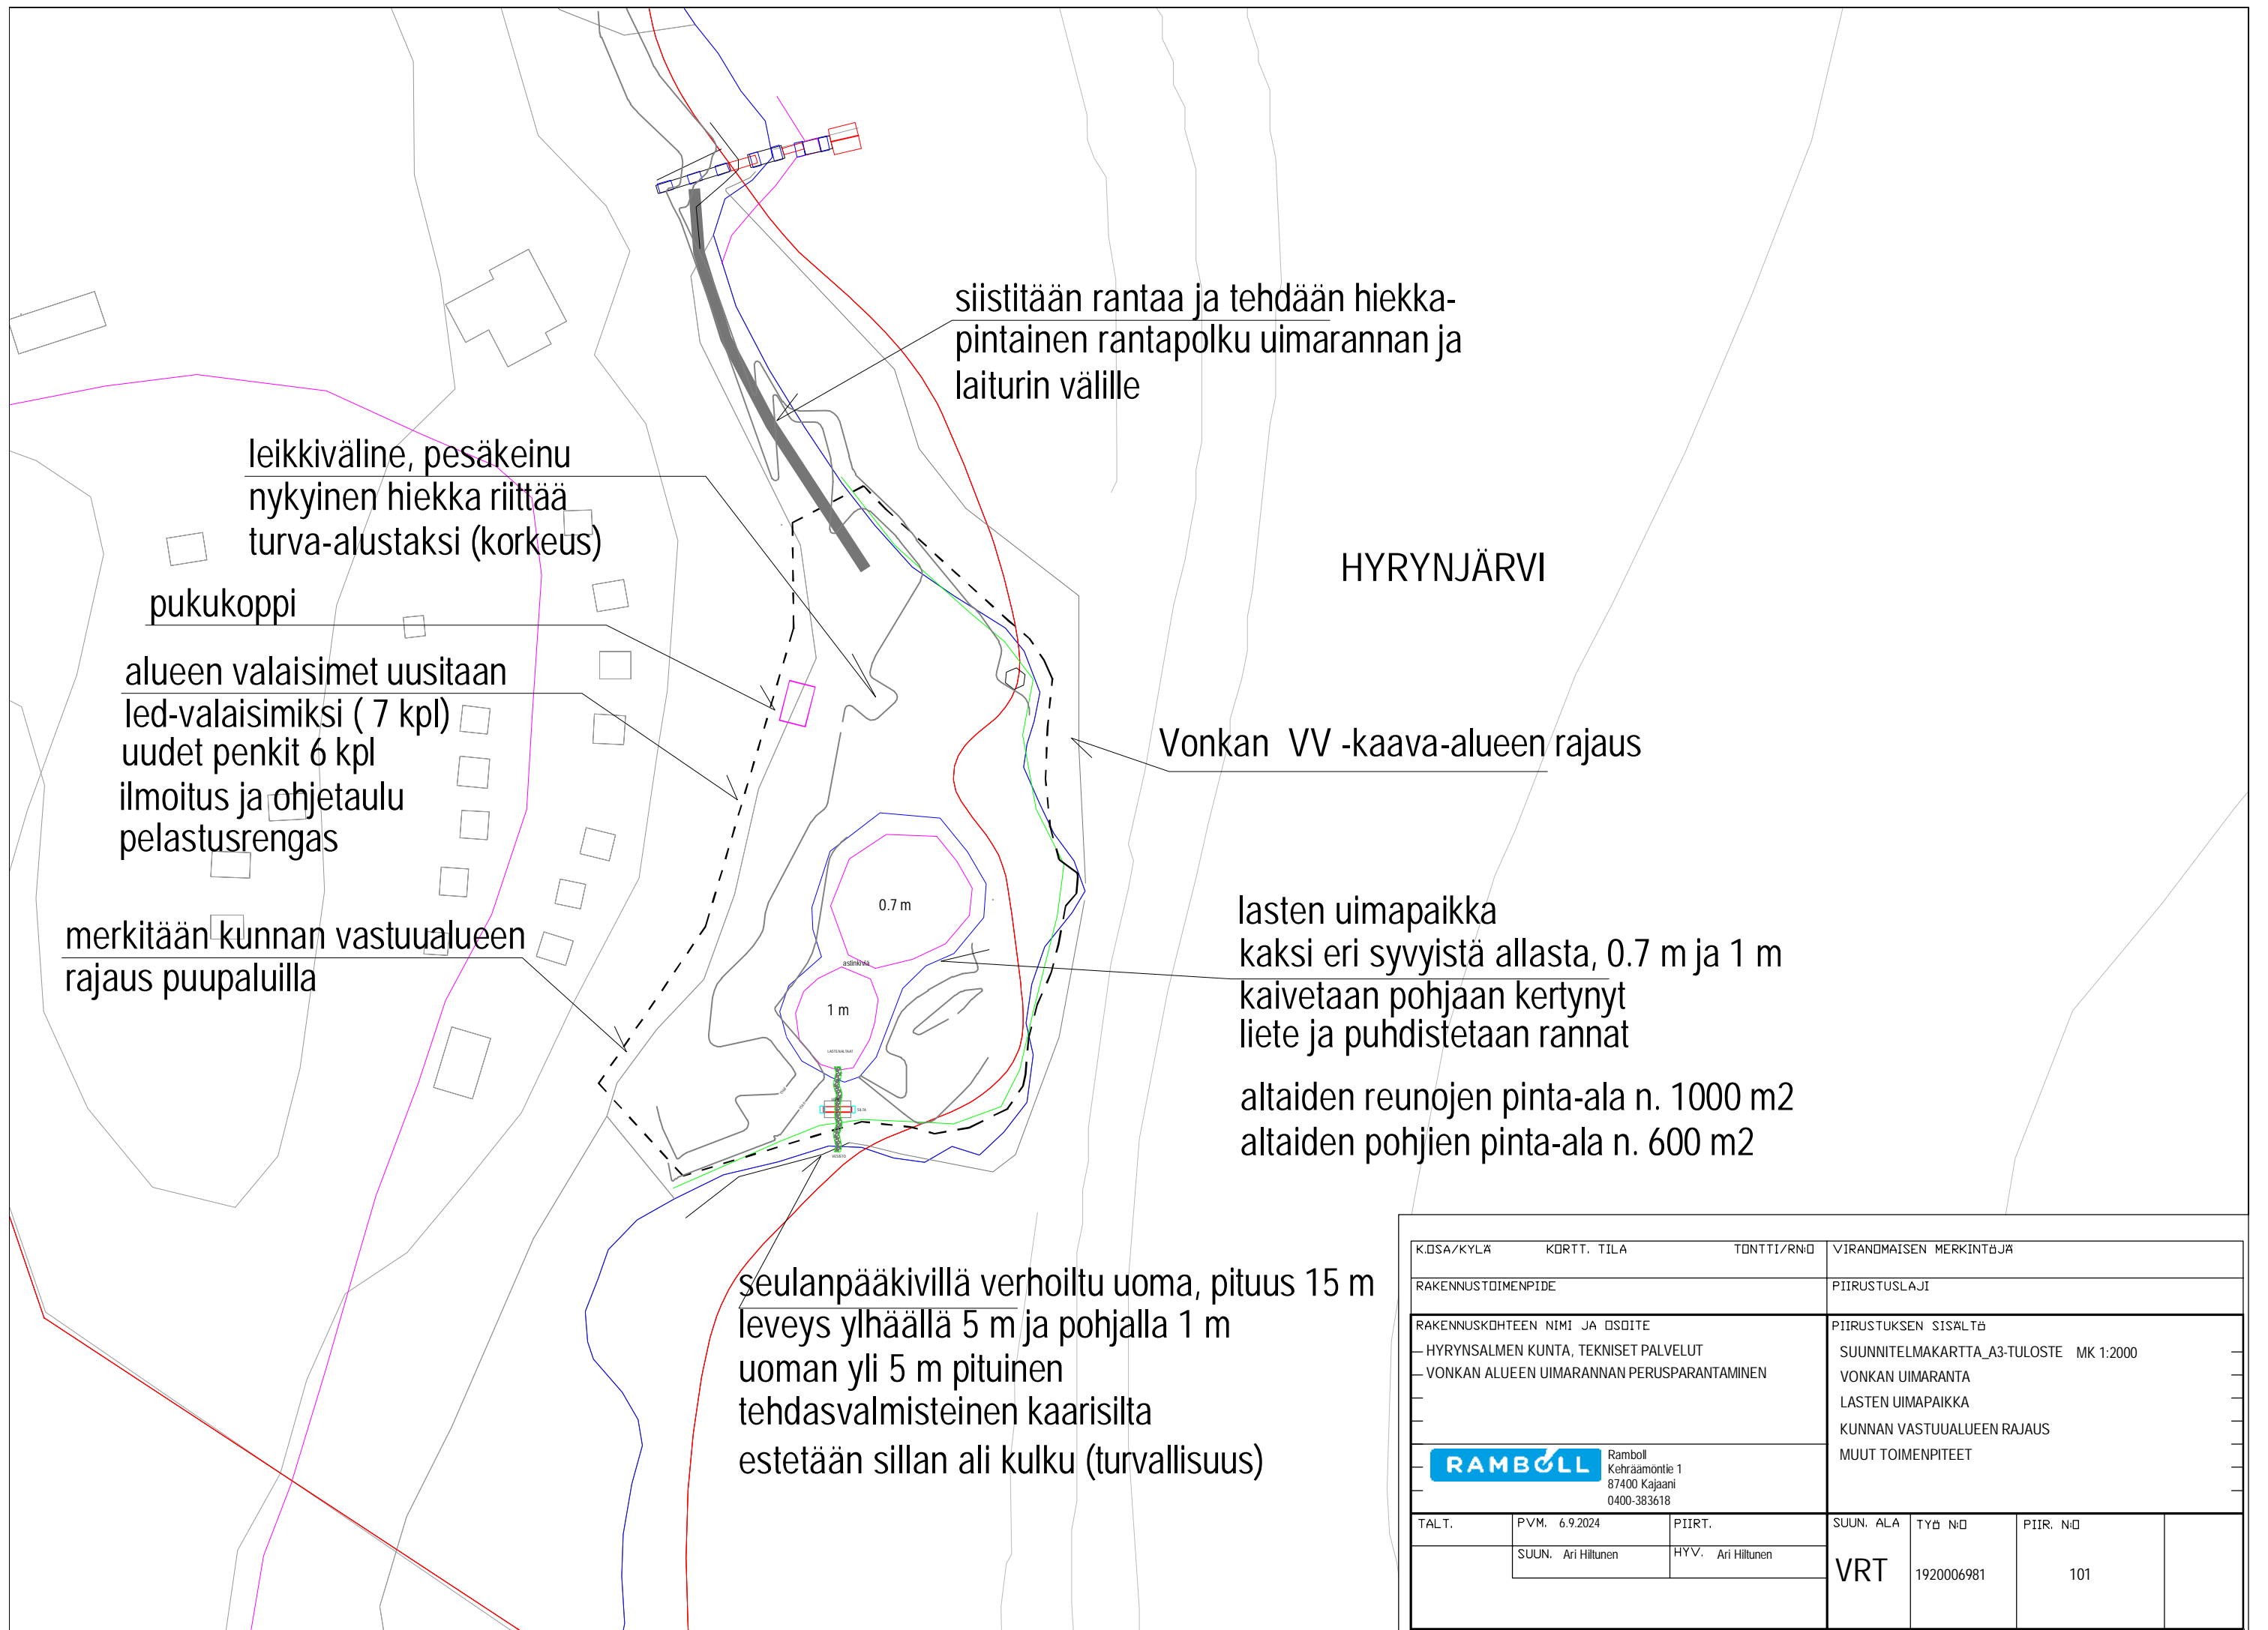 siistitään rantaa ja tehdään hiekka-
pintainen rantapolku uimarannan ja
laiturin välille
leikkiväline, pesäkeinu
nykyinen hiekka riittää
turva-alustaksi (korkeus)
HYRYNJÄRVI
pukukoppi
alueen valaisimet uusitaan
led-valaisimiksi ( 7 kpl)
uudet penkit 6 kpl
ilmoitus ja ohjetaulu
pelastusrengas
Vonkan VV -kaava-alueen rajaus
merkitään kunnan vastuualueen
rajaus puupaluilla
0.7 m
astinkiviä
1 m
lasten uimapaikka
kaksi eri syvyistä allasta, 0.7 m ja 1 m
kaivetaan pohjaan kertynyt
liete ja puhdistetaan rannat
altaiden reunojen pinta-ala n. 1000 m2
altaiden pohjien pinta-ala n. 600 m2
seulanpääkivillä verhoiltu uoma, pituus 15 m
leveys ylhäällä 5 m ja pohjalla 1 m
uoman yli 5 m pituinen
tehdasvalmisteinen kaarisilta
estetään sillan ali kulku (turvallisuus)
K.OSA/KYLÄ KORTT. TILA TONTTI/RN:O VIRANOMAISEN MERKINTÖJÄ
RAKENNUSTOIMENPIDE PIIRUSTUSLAJI
RAKENNUSKOHTEEN NIMI JA OSOITE
HYRYNSALMEN KUNTA, TEKNISET PALVELUT
VONKAN ALUEEN UIMARANNAN PERUSPARANTAMINEN
PIIRUSTUKSEN SISÄLTÖ
SUUNNITELMAKARTTA_A3-TULOSTE MK 1:2000
VONKAN UIMARANTA
LASTEN UIMAPAIKKA
KUNNAN VASTUUALUEEN RAJAUS
MUUT TOIMENPITEET
RAMBOLL
Ramboll
Kehräämöntie 1
87400 Kajaani
0400-383618
TALT. PVM. 6.9.2024 PIIRT.
SUUN. Ari Hiltunen HYV. Ari Hiltunen
SUUN. ALA TYÖ N:O PIIR. N:O
VRT 1920006981 101